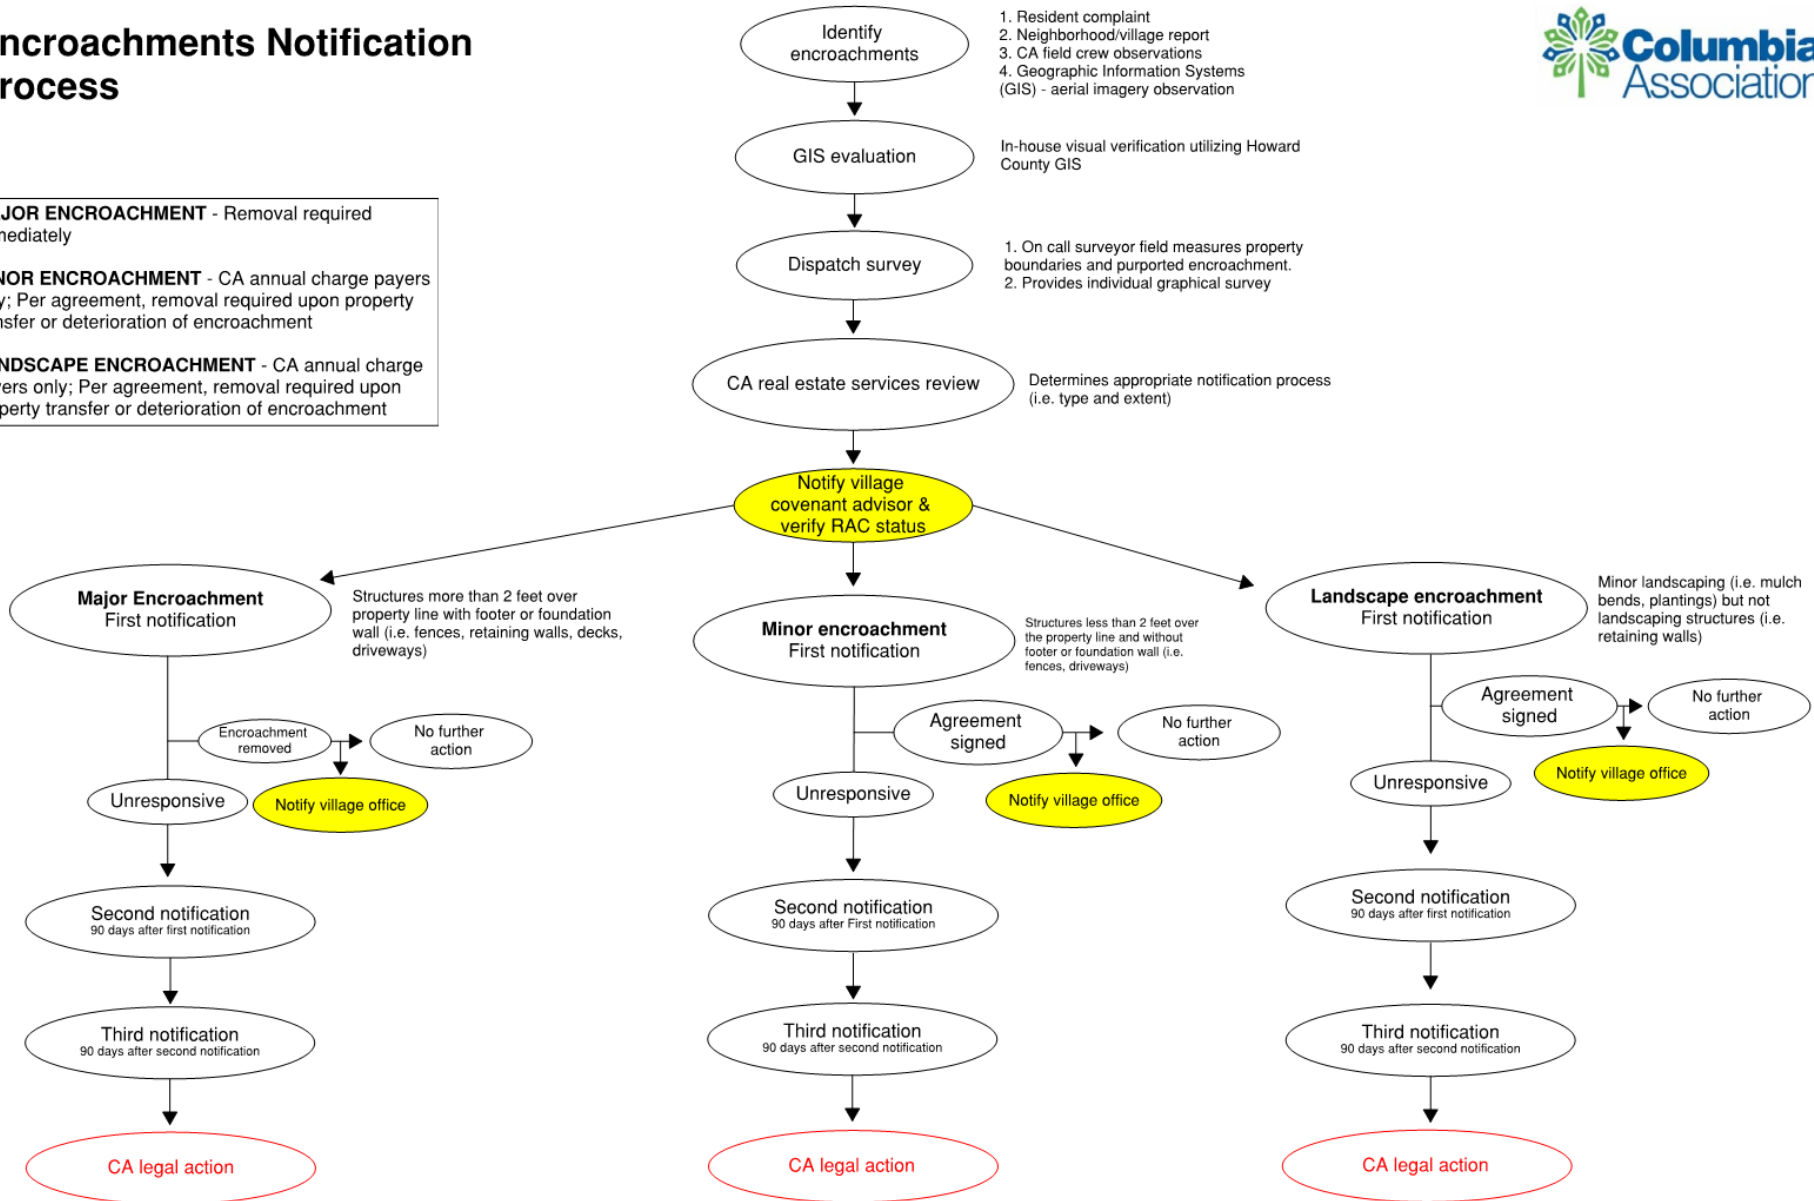 ncroachments Notification
rocess
Identify
encroachments
1. Resident complaint
2. Neighborhood/village report
3. CA field crew observations
4. Geographic Information Systems
(GIS) - aerial imagery observation
Columbia
Association
GIS evaluation
In-house visual verification utilizing Howard
County GIS
JOR ENCROACHMENT - Removal required
mediately
NOR ENCROACHMENT - CA annual charge payers
y; Per agreement, removal required upon property
nsfer or deterioration of encroachment
NDSCAPE ENCROACHMENT - CA annual charge
yers only; Per agreement, removal required upon
perty transfer or deterioration of encroachment
Dispatch survey
1. On call surveyor field measures property
boundaries and purported encroachment.
2. Provides individual graphical survey
CA real estate services review
Determines appropriate notification process
(i.e. type and extent)
Notify village
covenant advisor &
verify RAC status
Major Encroachment
First notification
Structures more than 2 feet over
property line with footer or foundation
wall (i.e. fences, retaining walls, decks,
driveways)
Encroachment
removed
No further
action
Unresponsive
Notify village office
Second notification
90 days after first notification
Third notification
90 days after second notification
CA legal action
Minor encroachment
First notification
Structures less than 2 feet over
the property line and without
footer or foundation wall (i.e.
fences, driveways)
Agreement
signed
No further
action
Unresponsive
Notify village office
Second notification
90 days after First notification
Third notification
90 days after second notification
CA legal action
Landscape encroachment
First notification
Minor landscaping (i.e. mulch
bends, plantings) but not
landscaping structures (i.e.
retaining walls)
Agreement
signed
No further
action
Unresponsive
Notify village office
Second notification
90 days after first notification
Third notification
90 days after second notification
CA legal action